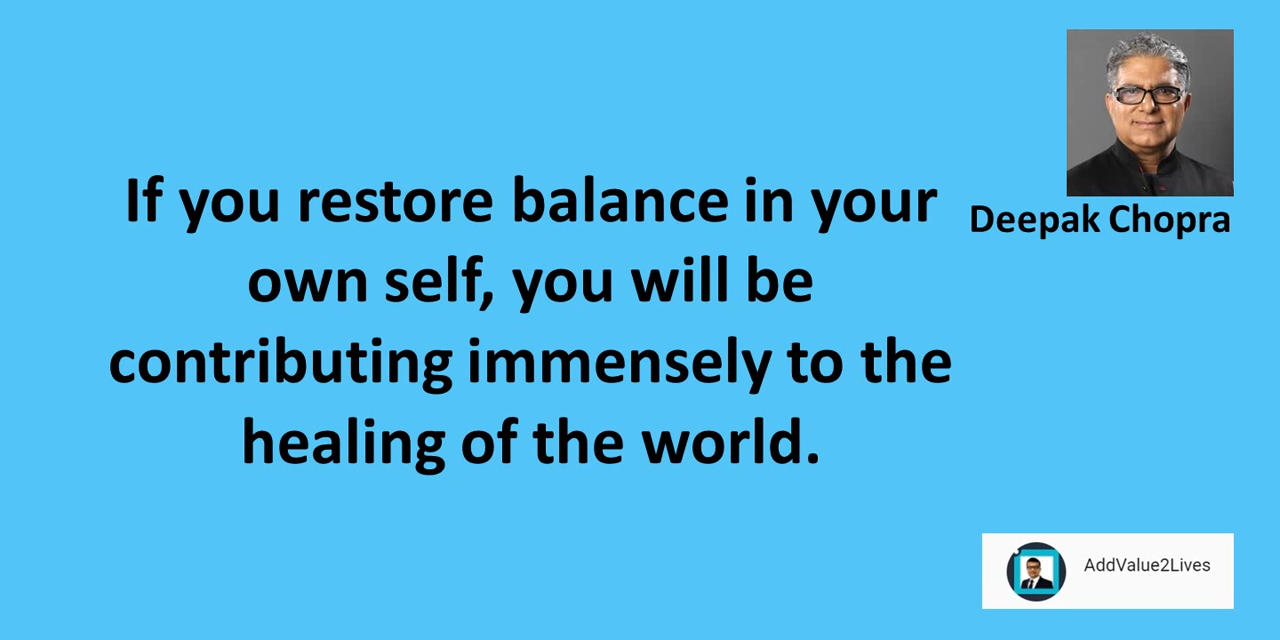 If you restore balance in your
own self, you will be
contributing immensely to the
healing of the world.
Deepak Chopra
AddValue2Lives